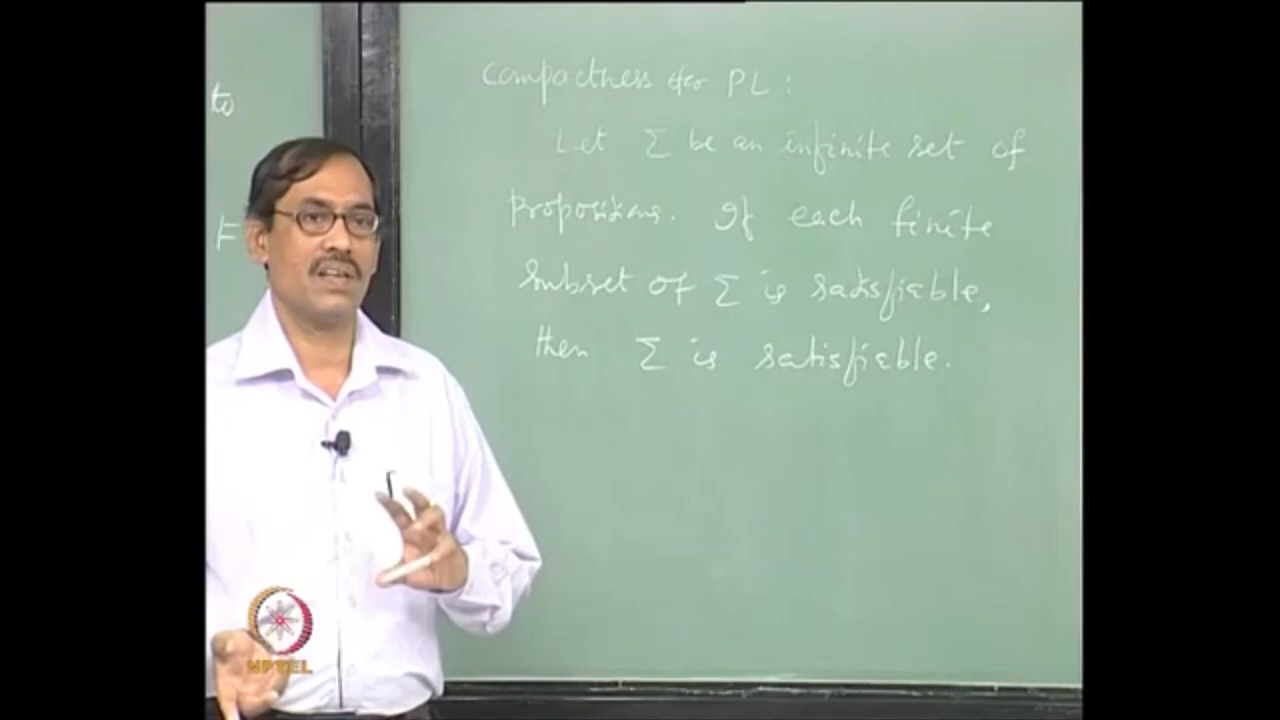 to
⊨
Compactness for PL :
Let Σ be an infinite set of
propositions. If each finite
subset of Σ is satisfiable,
then Σ is satisfiable.
NPTEL